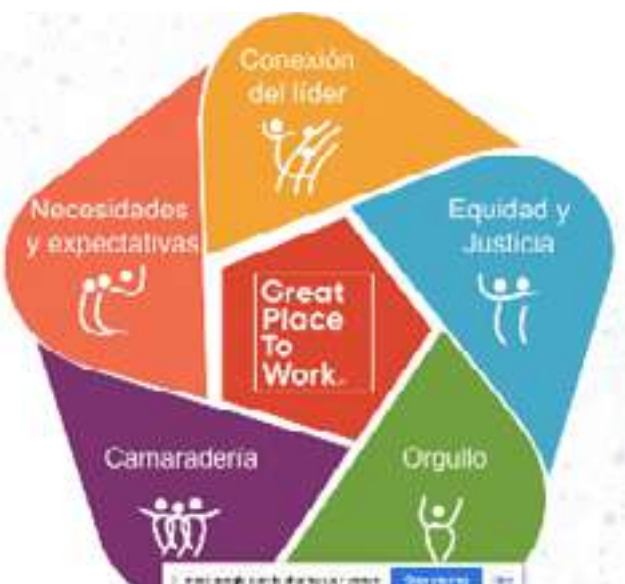 Conexión
del líder
Necesidades
y expectativas
Equidad y
Justicia
Great
Place
To
Work.
Camaradería
Orgullo